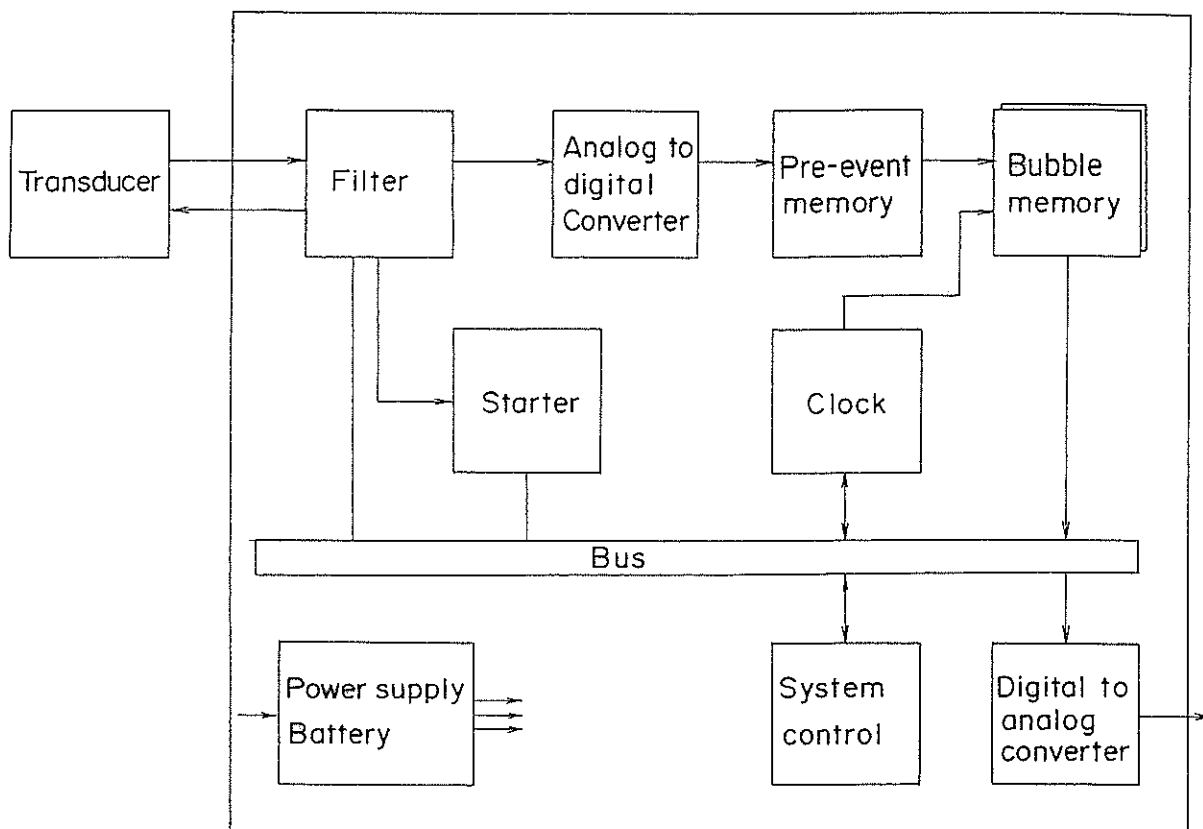 Transducer
Filter
Analog to
digital
Converter
Pre-event
memory
Bubble
memory
Starter
Clock
Bus
Power supply
Battery
System
control
Digital to
analog
converter